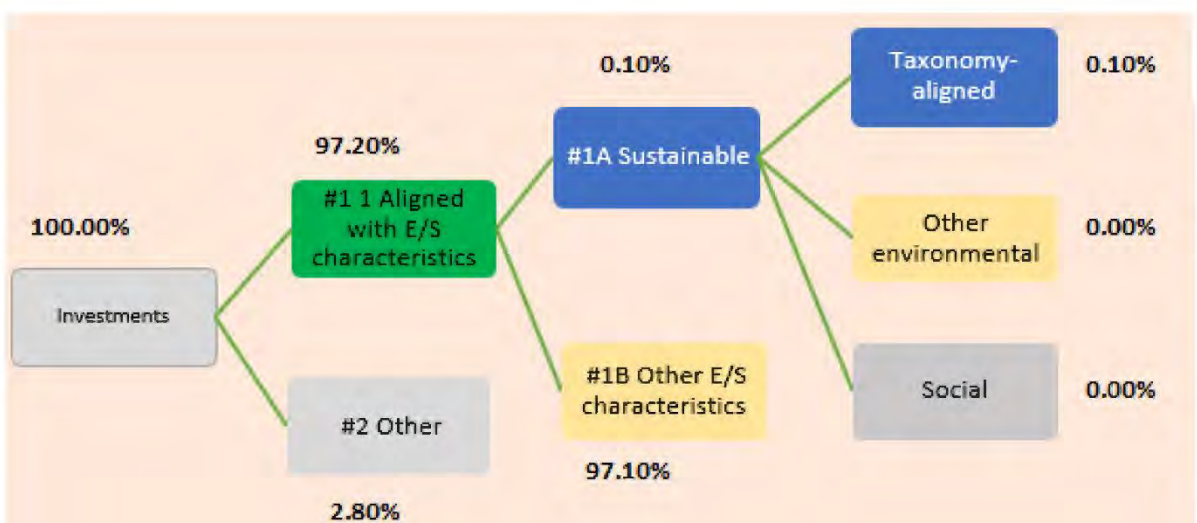 100.00%
Investments
97.20%
#1 1 Aligned
with E/S
characteristics
#2 Other
2.80%
0.10%
#1A Sustainable
#1B Other E/S
characteristics
97.10%
Taxonomy-
aligned
0.10%
Other
environmental
0.00%
Social
0.00%